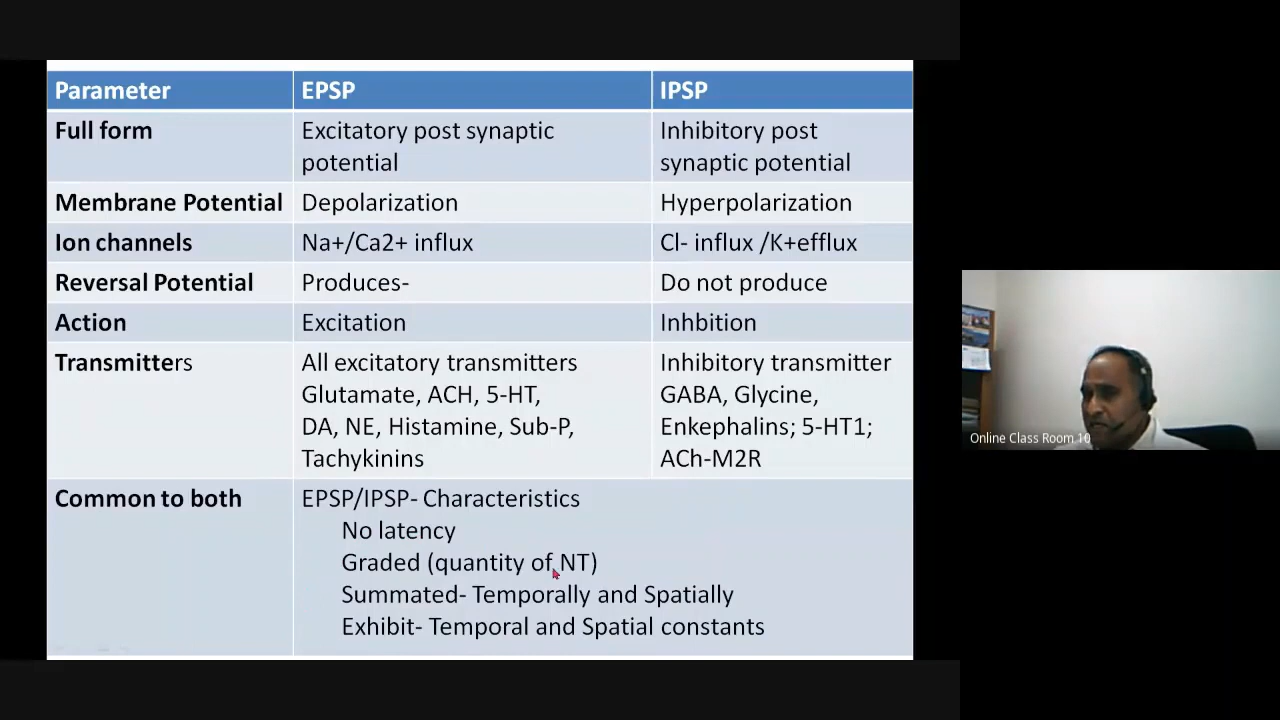 Parameter EPSP IPSP
Full form Excitatory post synaptic Inhibitory post
potential synaptic potential
Membrane Potential Depolarization Hyperpolarization
Ion channels Na+/Ca2+ influx Cl- influx /K+efflux
Reversal Potential Produces- Do not produce
Action Excitation Inhbition
Transmitters All excitatory transmitters Inhibitory transmitter
Glutamate, ACH, 5-HT, GABA, Glycine,
DA, NE, Histamine, Sub-P, Enkephalins; 5-HT1;
Tachykinins ACh-M2R
Common to both EPSP/IPSP- Characteristics
No latency
Graded (quantity of NT)
Summated- Temporally and Spatially
Exhibit- Temporal and Spatial constants
Online Class Room 10